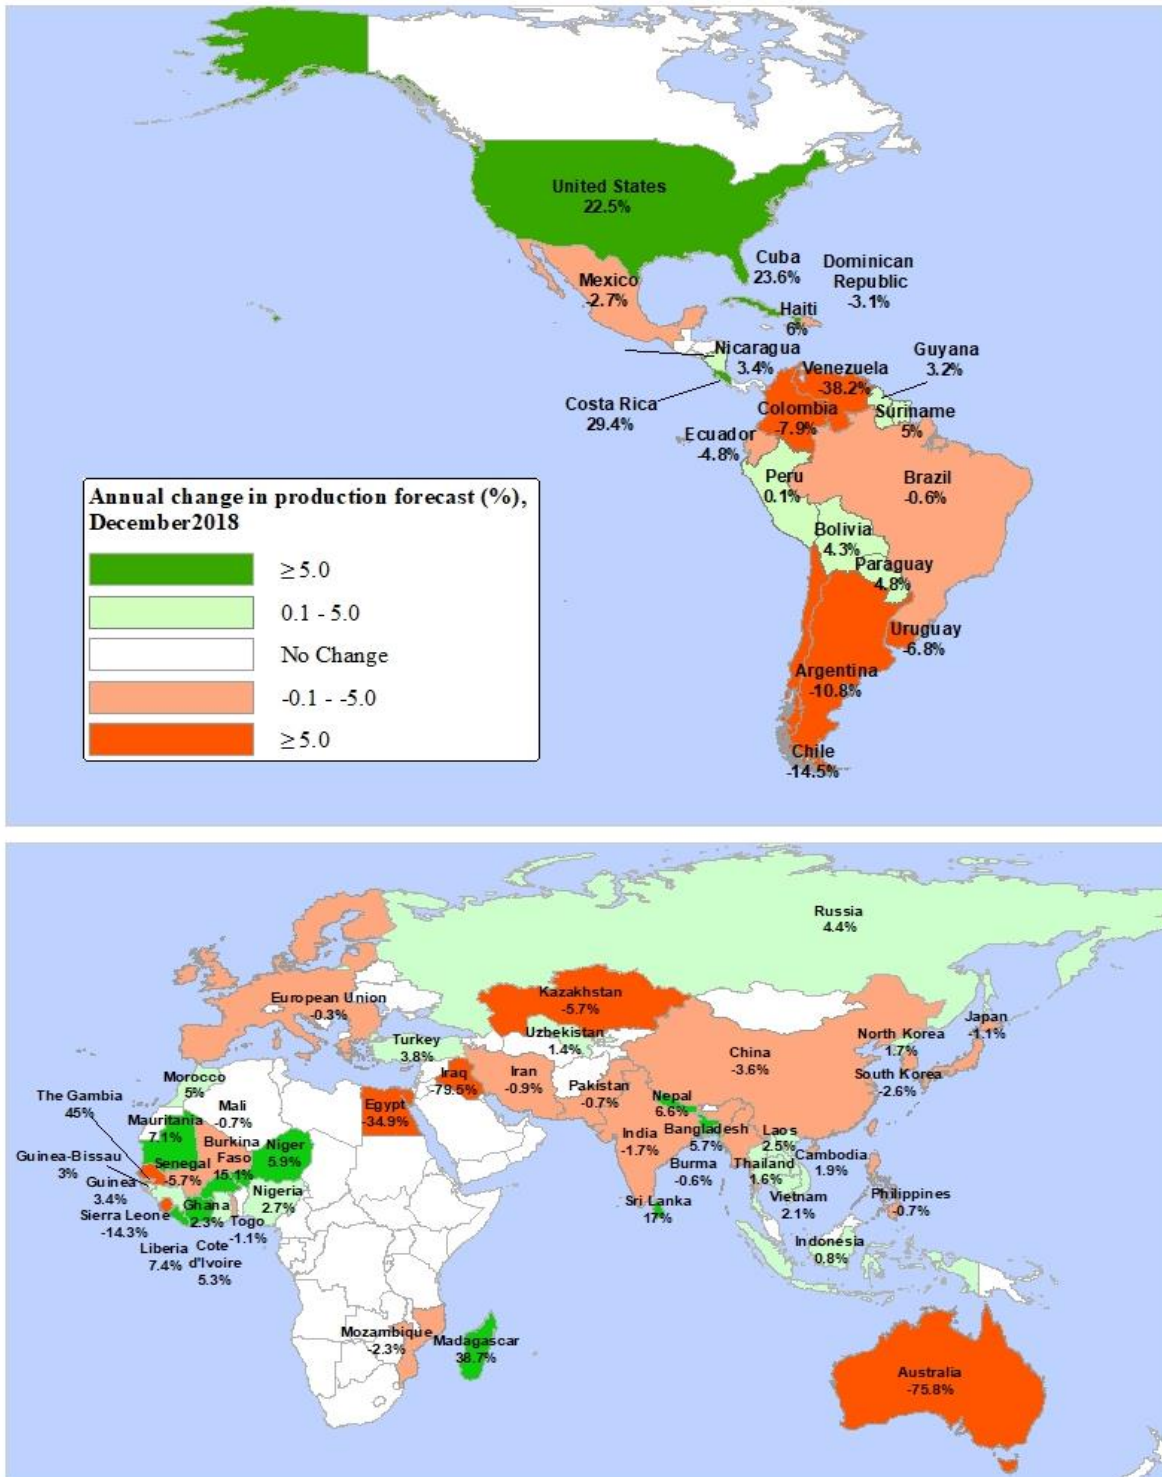 United States
22.5%
Cuba
23.6%
Dominican
Republic
-3.1%
Mexico
-2.7%
Haiti
6%
Nicaragua
3.4%
Guyana
3.2%
Venezuela
-38.2%
Costa Rica
29.4%
Colombia
-7.9%
Suriname
5%
Ecuador
-4.8%
Peru
0.1%
Brazil
-0.6%
Bolivia
4.3%
Paraguay
4.8%
Uruguay
-6.8%
Argentina
-10.8%
Chile
-14.5%
Annual change in production forecast (%),
December2018
≥ 5.0
0.1 - 5.0
No Change
-0.1 - -5.0
≥ 5.0
Russia
4.4%
European Union
-0.3%
Kazakhstan
-5.7%
Uzbekistan
1.4%
Turkey
3.8%
Japan
-1.1%
North Korea
1.7%
China
-3.6%
South Korea
-2.6%
Iraq
-79.5%
Iran
-0.9%
Pakistan
-0.7%
Morocco
5%
The Gambia
45%
Mali
-0.7%
Egypt
-34.9%
Nepal
6.6%
Mauritania
7.1%
Burkina
Faso
15.1%
Niger
5.9%
India
-1.7%
Bangladesh
5.7%
Laos
2.5%
Guinea-Bissau
3%
Senegal
-5.7%
Burma
-0.6%
Thailand
1.6%
Cambodia
1.9%
Guinea
3.4%
Nigeria
2.7%
Ghana
2.3%
Sri Lanka
17%
Vietnam
2.1%
Philippines
-0.7%
Sierra Leone
-14.3%
Togo
-1.1%
Liberia
7.4%
Cote
d'Ivoire
5.3%
Indonesia
0.8%
Mozambique
-2.3%
Madagascar
38.7%
Australia
-75.8%